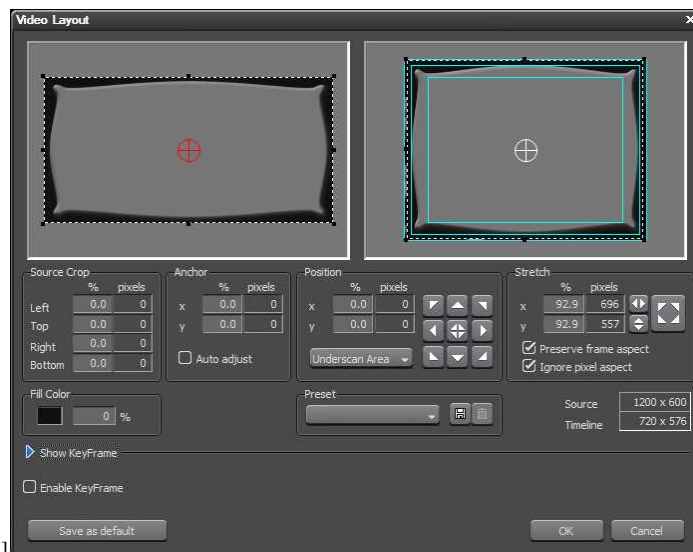 Video Layout
Source Crop
% pixels
Left 0.0 0
Top 0.0 0
Right 0.0 0
Bottom 0.0 0
Anchor
% pixels
x 0.0 0
y 0.0 0
Auto adjust
Position
% pixels
x 0.0 0
y 0.0 0
Underscan Area
Stretch
% pixels
x 92.9 696
y 92.9 557
Preserve frame aspect
Ignore pixel aspect
Fill Color
0 %
Preset
Source 1200 x 600
Timeline 720 x 576
Show KeyFrame
Enable KeyFrame
Save as default
OK
Cancel